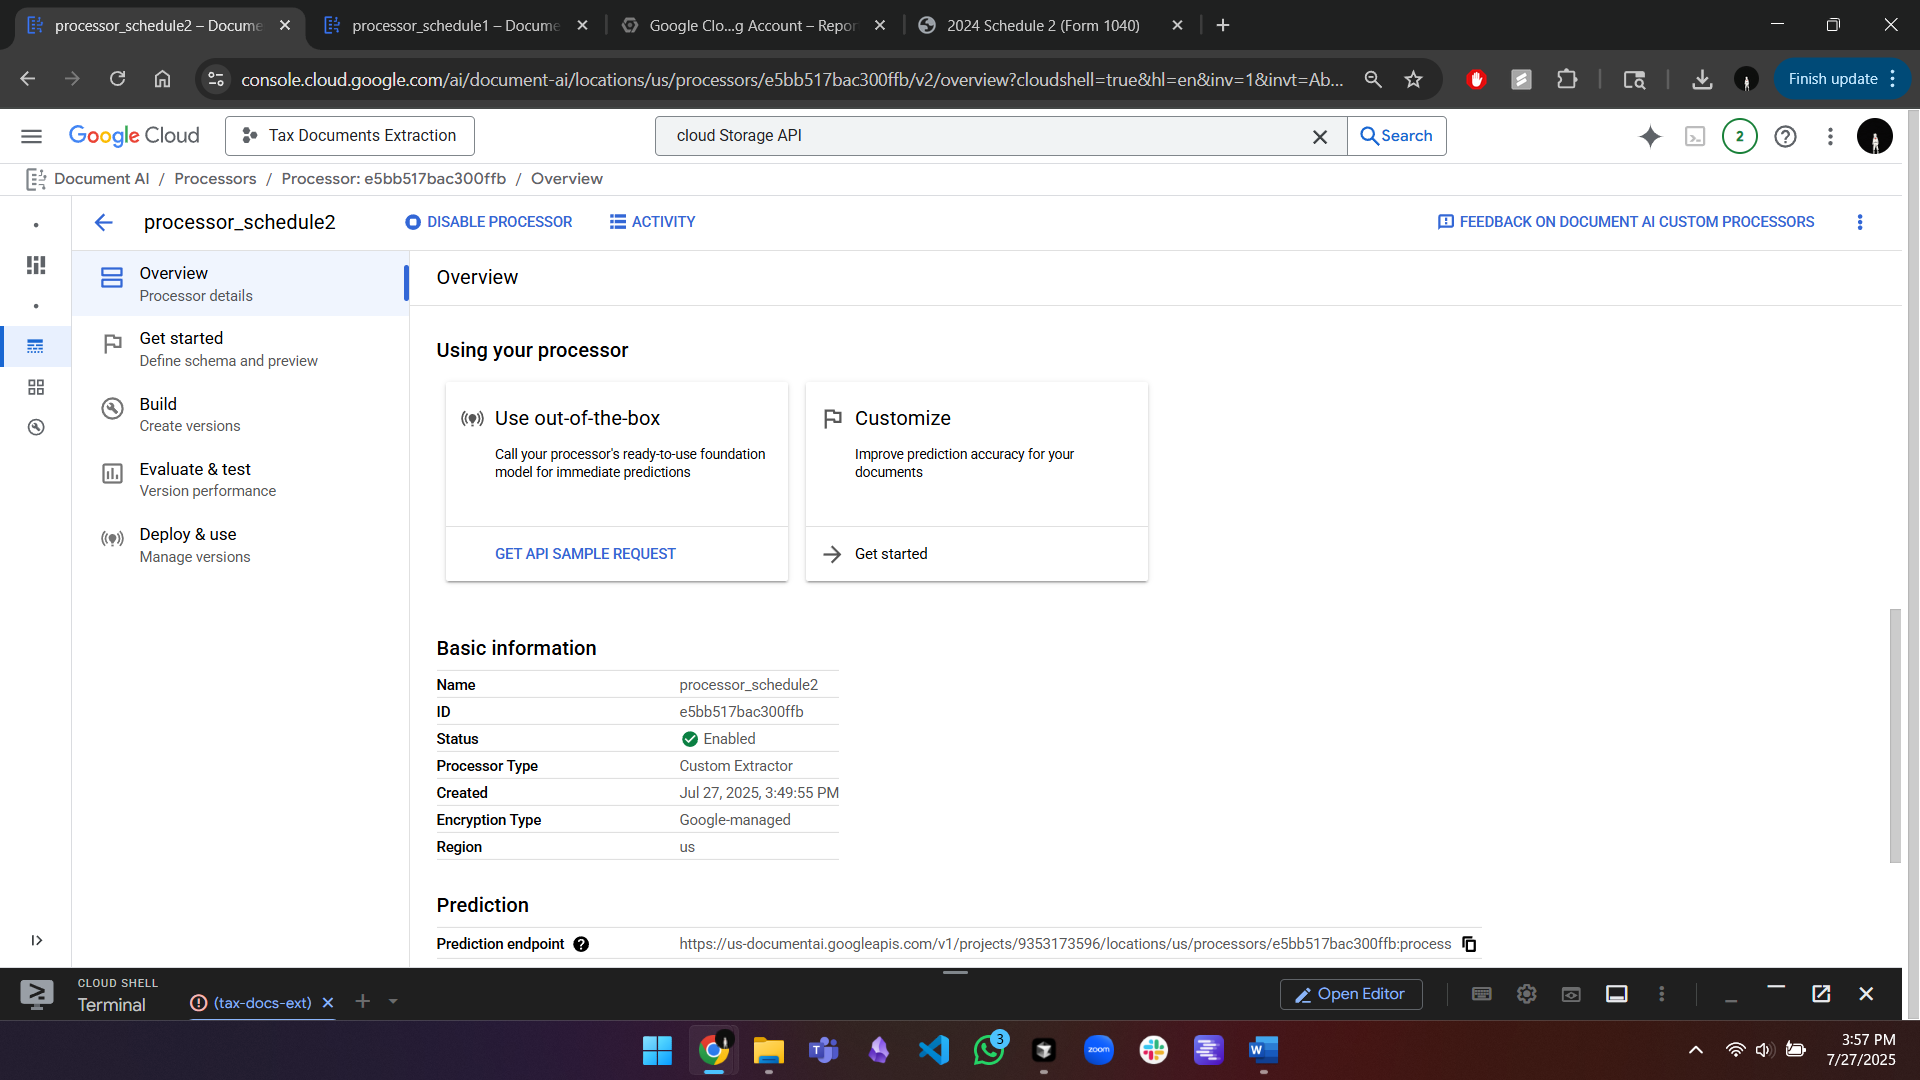 processor_schedule2 – Docume
processor_schedule1 – Docume
Google Clo...g Account – Repor
2024 Schedule 2 (Form 1040)
console.cloud.google.com/ai/document-ai/locations/us/processors/e5bb517bac300ffb/v2/overview?cloudshell=true&hl=en&inv=1&invt=Ab...
Finish update
Google Cloud
Tax Documents Extraction
cloud Storage API
Search
2
Document AI / Processors / Processor: e5bb517bac300ffb / Overview
processor_schedule2
DISABLE PROCESSOR
ACTIVITY
FEEDBACK ON DOCUMENT AI CUSTOM PROCESSORS
Overview
Processor details
Get started
Define schema and preview
Build
Create versions
Evaluate & test
Version performance
Deploy & use
Manage versions
Overview
Using your processor
Use out-of-the-box
Call your processor's ready-to-use foundation
model for immediate predictions
GET API SAMPLE REQUEST
Customize
Improve prediction accuracy for your
documents
Get started
Basic information
Name processor_schedule2
ID e5bb517bac300ffb
Status Enabled
Processor Type Custom Extractor
Created Jul 27, 2025, 3:49:55 PM
Encryption Type Google-managed
Region us
Prediction
Prediction endpoint https://us-documentai.googleapis.com/v1/projects/9353173596/locations/us/processors/e5bb517bac300ffb:process
CLOUD SHELL
Terminal
(tax-docs-ext)
Open Editor
3
zoom
3:57 PM
7/27/2025